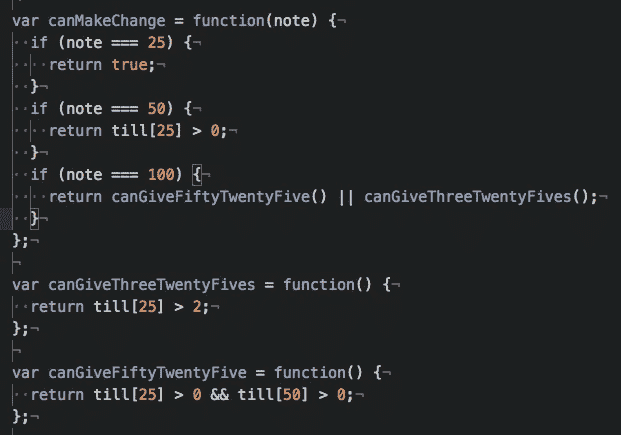 var canMakeChange = function(note) {¬
··if (note === 25) {¬
····return true;¬
··}¬
··if (note === 50) {¬
····return till[25] > 0;¬
··}¬
··if (note === 100) {¬
····return canGiveFiftyTwentyFive() || canGiveThreeTwentyFives();¬
··}¬
};¬
¬
var canGiveThreeTwentyFives = function() {¬
··return till[25] > 2;¬
};¬
¬
var canGiveFiftyTwentyFive = function() {¬
··return till[25] > 0 && till[50] > 0;¬
};¬